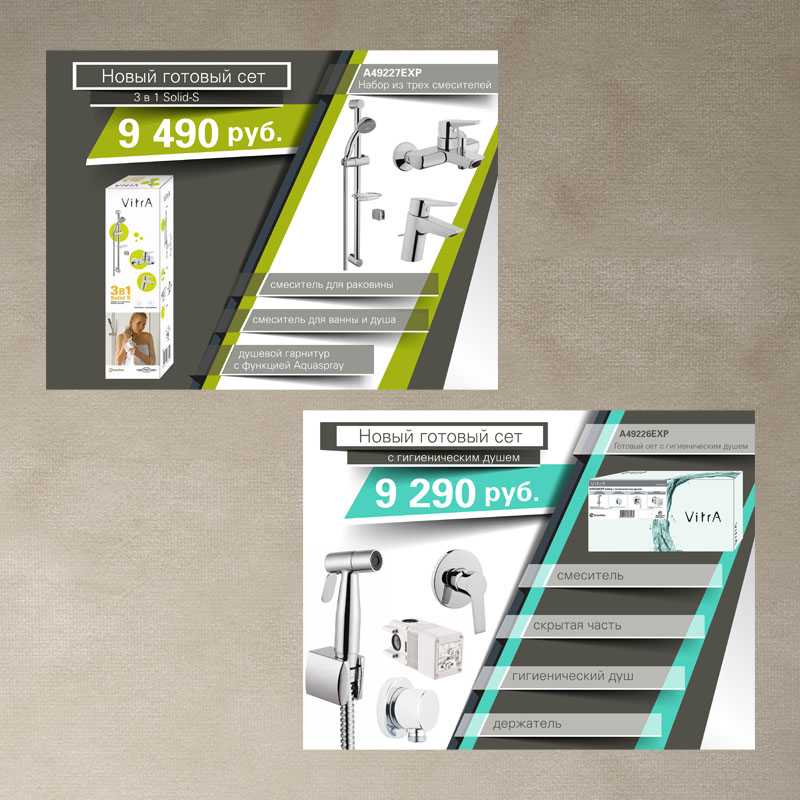 Новый готовый сет
3 в 1 Solid-S
9 490 руб.
A49227EXP
Набор из трех смесителей
VitrA
3в1
Solid S
смеситель для раковины
смеситель для ванны и душа
душевой гарнитур
с функцией Aquaspray
Новый готовый сет
с гигиеническим душем
9 290 руб.
A49226EXP
Готовый сет с гигиеническим душем
VitrA
VitrA
смеситель
скрытая часть
гигиенический душ
держатель